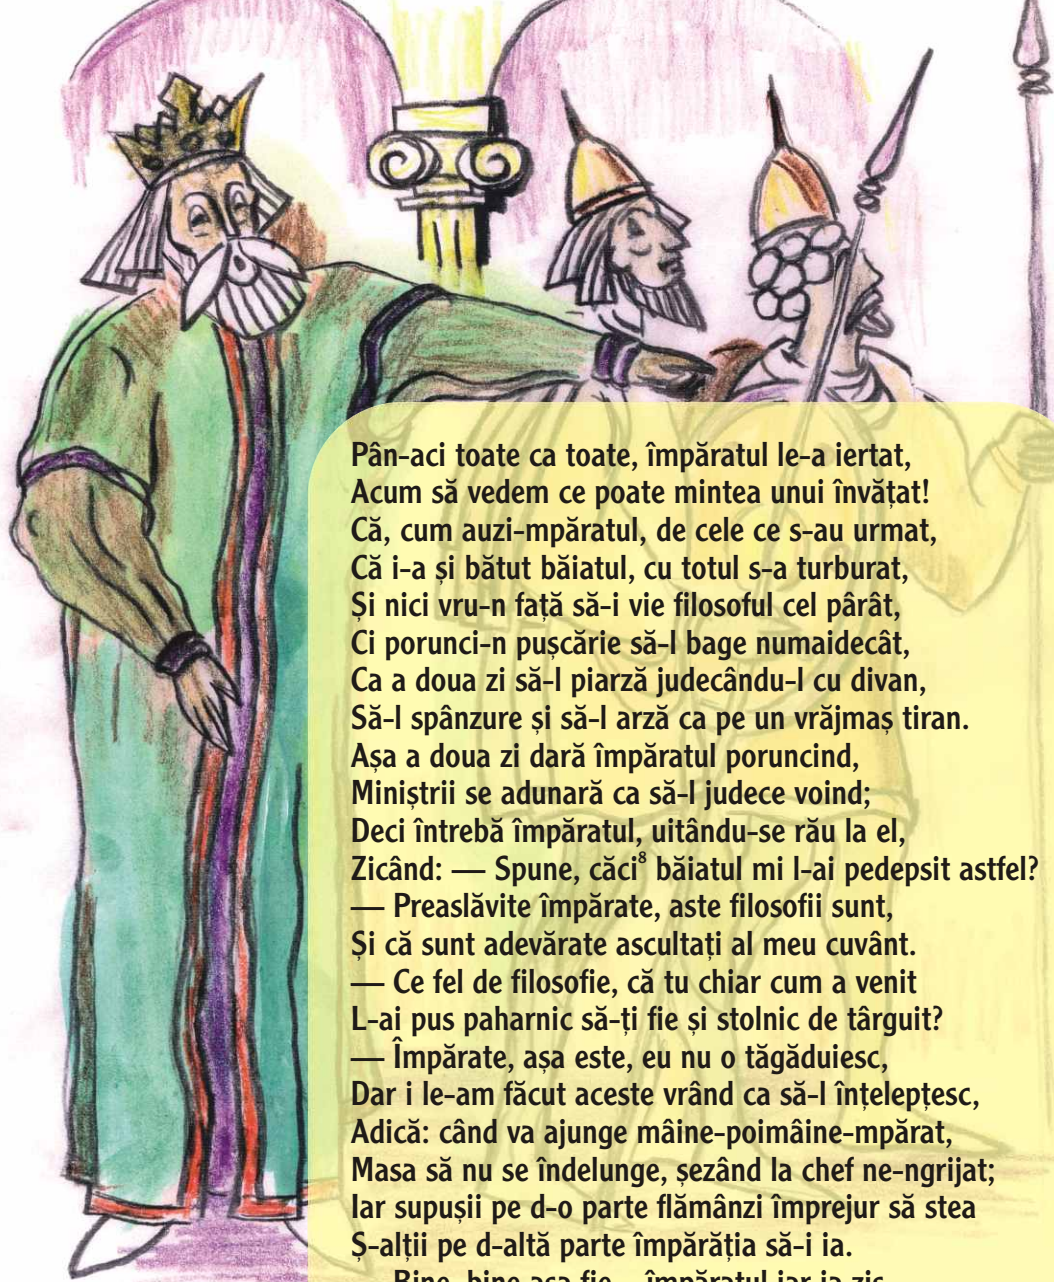 Pân-aci toate ca toate, împăratul le-a iertat,
Acum să vedem ce poate mintea unui învățat!
Că, cum auzi-mpăratul, de cele ce s-au urmat,
Că i-a și bătut băiatul, cu totul s-a turburat,
Și nici vru-n față să-i vie filosoful cel pârât,
Ci porunci-n pușcărie să-l bage numaidecât,
Ca a doua zi să-l piarză judecându-l cu divan,
Să-l spânzure și să-l arză ca pe un vrăjmaș tiran.
Așa a doua zi dară împăratul poruncind,
Miniștrii se adunară ca să-l judece voind;
Deci întrebă împăratul, uitându-se rău la el,
Zicând: — Spune, căci⁸ băiatul mi l-ai pedepsit astfel?
— Preaslăvite împărate, aste filosofii sunt,
Și că sunt adevărate ascultați al meu cuvânt.
— Ce fel de filosofie, că tu chiar cum a venit
L-ai pus paharnic să-ți fie și stolnic de târguit?
— Împărate, așa este, eu nu o tăgăduiesc,
Dar i le-am făcut aceste vrând ca să-l înțelepțesc,
Adică: când va ajunge mâine-poimâine-mpărat,
Masa să nu se îndelunge, șezând la chef ne-ngrijat;
Iar supușii pe d-o parte flămânzi împrejur să stea
Ș-alții pe d-altă parte împărăția să-i ia.
— Bine, bine așa fie – împăratul iar ia zis